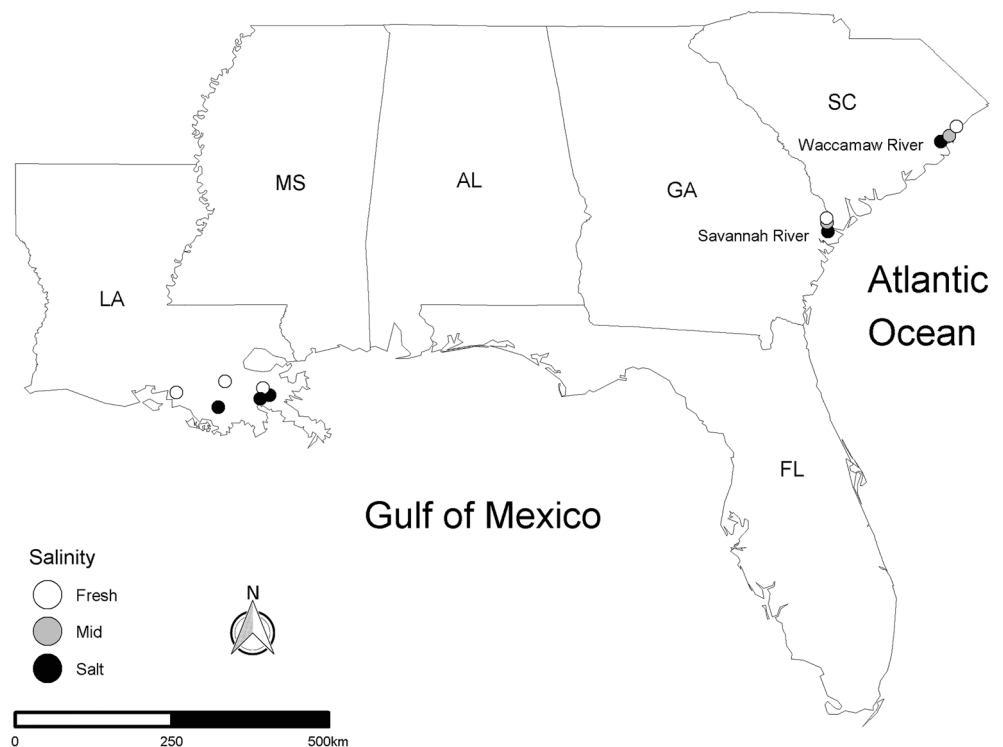 SC
Waccamaw River
MS
AL
GA
Savannah River
LA
Atlantic
Ocean
FL
Gulf of Mexico
Salinity
Fresh
Mid
Salt
N
0 250 500km